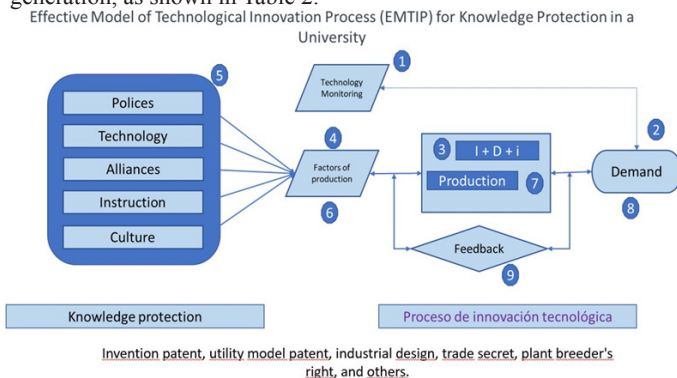 generation, as shown in Table 2.
Effective Model of Technological Innovation Process (EMTIP) for Knowledge Protection in a
University
1
Technology
Monitoring
5
Polices
Technology
Alliances
Instruction
Culture
4
Factors of
production
6
3
I + D + i
Production
7
2
Demand
8
Feedback
9
Knowledge protection
Proceso de innovación tecnológica
Invention patent, utility model patent, industrial design, trade secret, plant breeder's
right, and others.